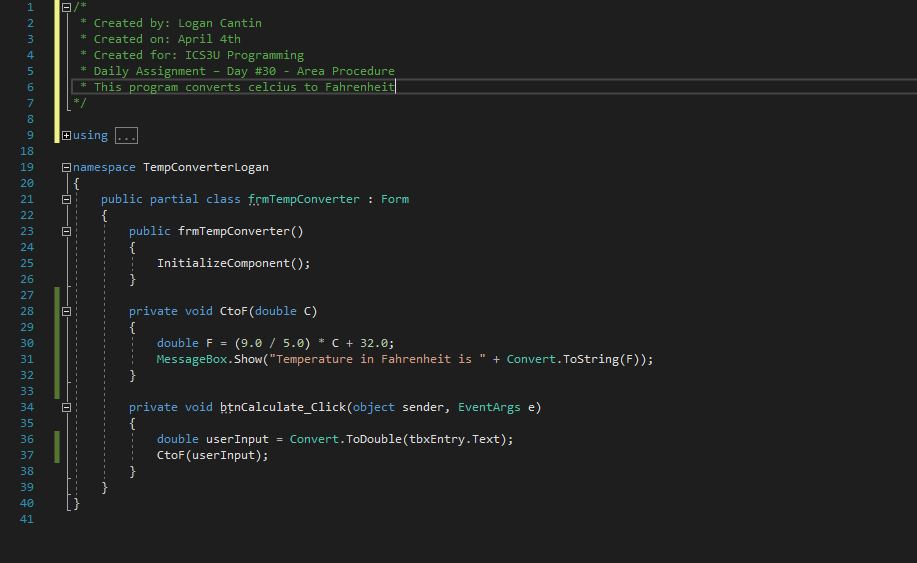 1 /*
2  * Created by: Logan Cantin
3  * Created on: April 4th
4  * Created for: ICS3U Programming
5  * Daily Assignment – Day #30 - Area Procedure
6  * This program converts celcius to Fahrenheit
7 */
8
9 using ...
18
19 namespace TempConverterLogan
20 {
21     public partial class frmTempConverter : Form
22     {
23         public frmTempConverter()
24         {
25             InitializeComponent();
26         }
27
28         private void CtoF(double C)
29         {
30             double F = (9.0 / 5.0) * C + 32.0;
31             MessageBox.Show("Temperature in Fahrenheit is " + Convert.ToString(F));
32         }
33
34         private void btnCalculate_Click(object sender, EventArgs e)
35         {
36             double userInput = Convert.ToDouble(tbxEntry.Text);
37             CtoF(userInput);
38         }
39     }
40 }
41